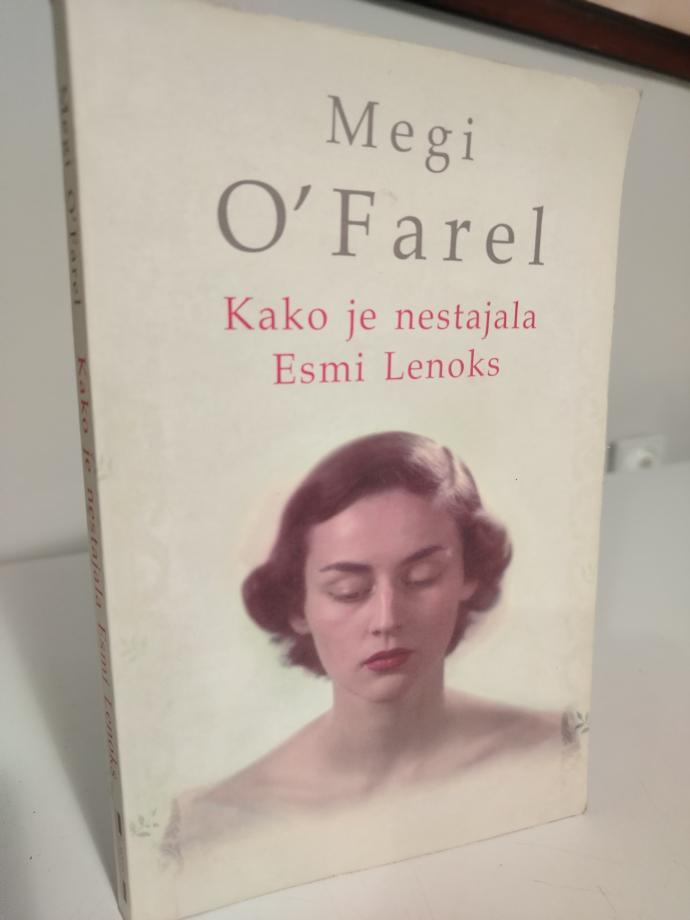 Megi
O'Farel
Kako je nestajala
Esmi Lenoks
Megi O'Farel Kako je nestajala Esmi Lenoks